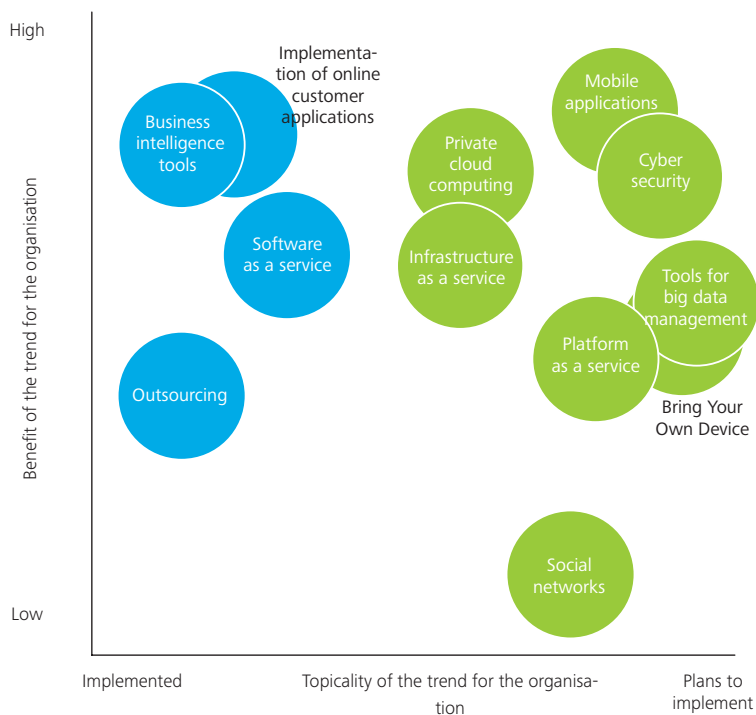 High
Implementa-
tion of online
customer
applications
Business
intelligence
tools
Mobile
applications
Private
cloud
computing
Cyber
security
Software
as a service
Infrastructure
as a service
Tools for
big data
management
Platform
as a service
Outsourcing
Bring Your
Own Device
Social
networks
Benefit of the trend for the organisation
Low
Implemented
Topicality of the trend for the organisa-
tion
Plans to
implement